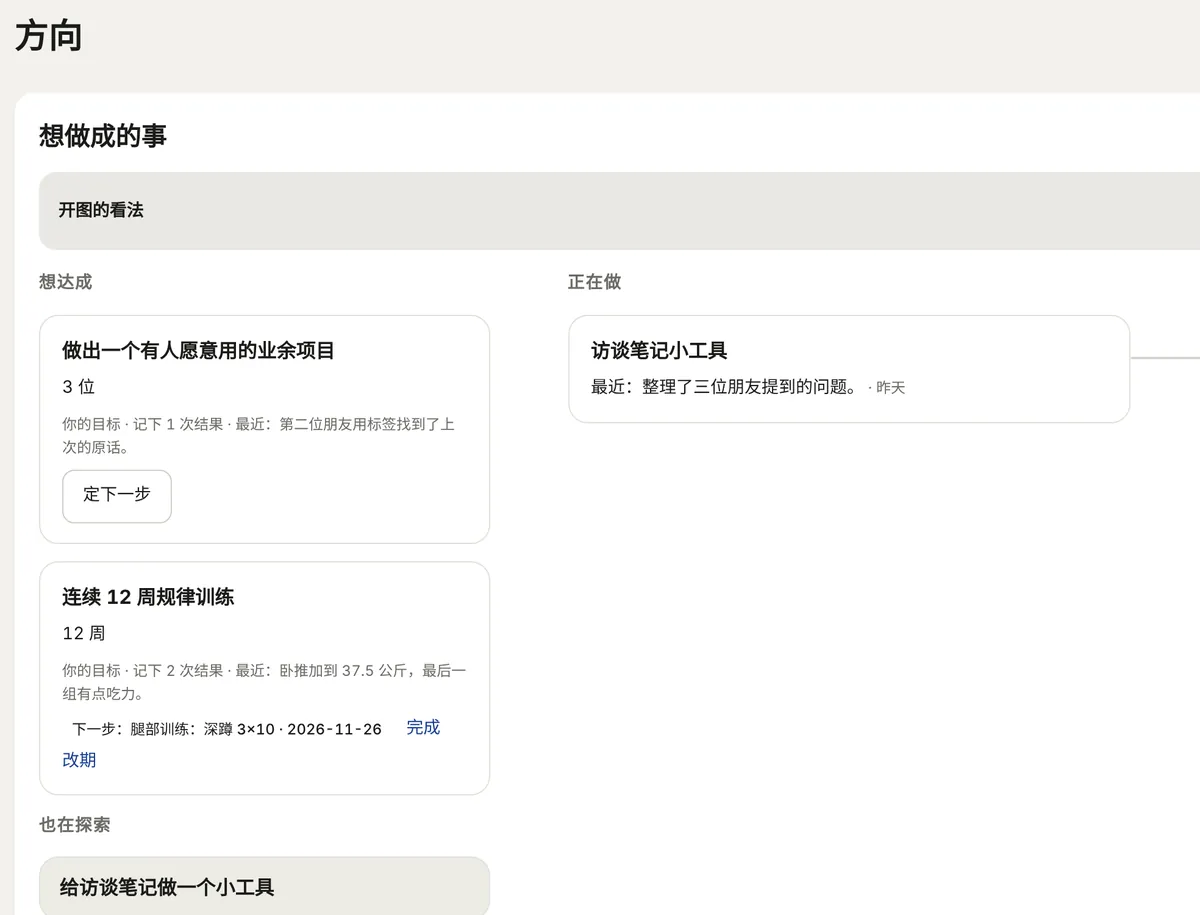 方向
想做成的事
开图的看法
想达成
做出一个有人愿意用的业余项目
3 位
你的目标 · 记下 1 次结果 · 最近：第二位朋友用标签找到了上
次的原话。
定下一步
连续 12 周规律训练
12 周
你的目标 · 记下 2 次结果 · 最近：卧推加到 37.5 公斤，最后一
组有点吃力。
下一步：腿部训练：深蹲 3×10 · 2026-11-26 完成
改期
也在探索
给访谈笔记做一个小工具
正在做
访谈笔记小工具
最近：整理了三位朋友提到的问题。 · 昨天